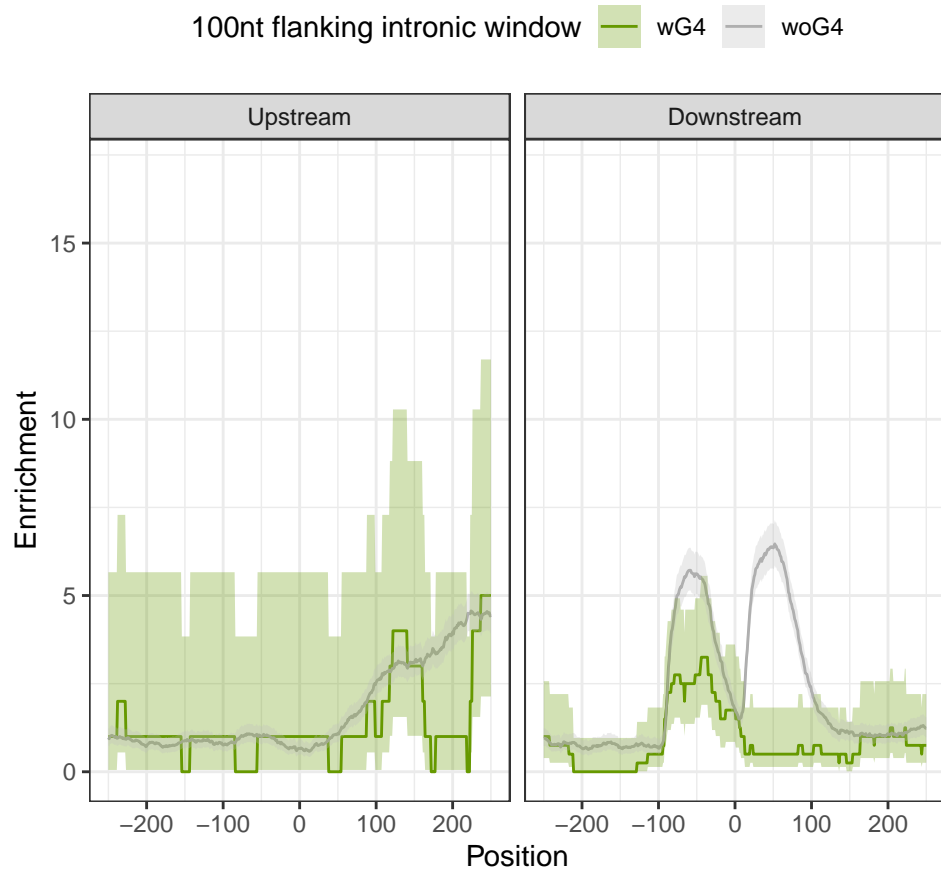 100nt flanking intronic window wG4 woG4
Upstream Downstream
15
10
5
0
−200 −100 0 100 200 −200 −100 0 100 200
Position
Enrrichment